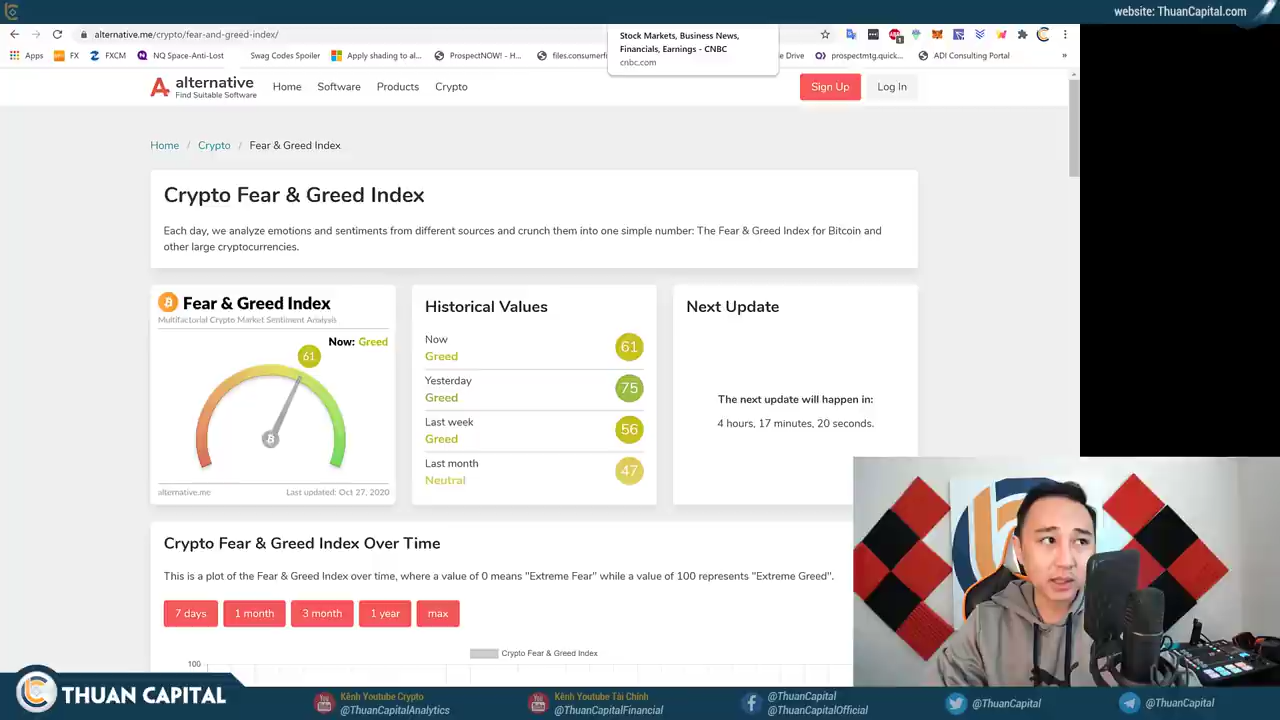 website: ThuanCapital.com
alternative.me/crypto/fear-and-greed-index/
Stock Markets, Business News,
Financials, Earnings - CNBC
cnbc.com
Apps
FX
FXCM
NQ Space-Anti-Lost
Swag Codes Spoiler
Apply shading to al...
ProspectNOW! - H...
files.consumerfi
de Drive
prospectmtg.quick...
ADI Consulting Portal
»
alternative
Find Suitable Software
Home
Software
Products
Crypto
Sign Up
Log In
Home / Crypto / Fear & Greed Index
Crypto Fear & Greed Index
Each day, we analyze emotions and sentiments from different sources and crunch them into one simple number: The Fear & Greed Index for Bitcoin and
other large cryptocurrencies.
Fear & Greed Index
Multifactorial Crypto Market Sentiment Analysis
Now: Greed
61
alternative.me
Last updated: Oct 27, 2020
Historical Values
Now
Greed
61
Yesterday
Greed
75
Last week
Greed
56
Last month
Neutral
47
Next Update
The next update will happen in:
4 hours, 17 minutes, 20 seconds.
Crypto Fear & Greed Index Over Time
This is a plot of the Fear & Greed Index over time, where a value of 0 means "Extreme Fear" while a value of 100 represents "Extreme Greed".
7 days
1 month
3 month
1 year
max
Crypto Fear & Greed Index
100
THUAN CAPITAL
Kênh Youtube Crypto
@ThuanCapitalAnalytics
Kênh Youtube Tài Chính
@ThuanCapitalFinancial
@ThuanCapital
@ThuanCapitalOfficial
@ThuanCapital
@ThuanCapital